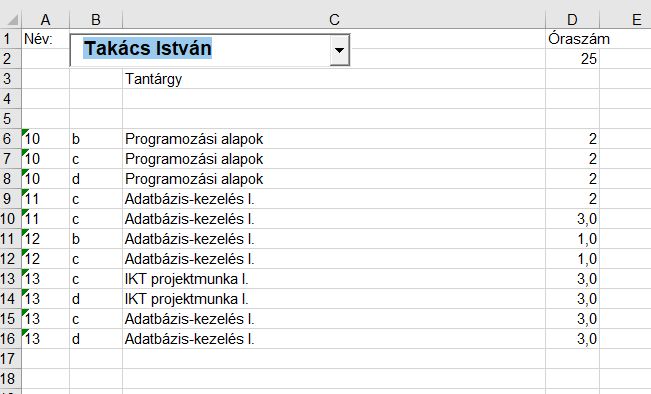 A B C D E
1 Név: Takács István Óraszám
2 25
3 Tantárgy
4
5
6 10 b Programozási alapok 2
7 10 c Programozási alapok 2
8 10 d Programozási alapok 2
9 11 c Adatbázis-kezelés I. 2
10 11 c Adatbázis-kezelés I. 3,0
11 12 b Adatbázis-kezelés I. 1,0
12 12 c Adatbázis-kezelés I. 1,0
13 13 c IKT projektmunka I. 3,0
14 13 d IKT projektmunka I. 3,0
15 13 c Adatbázis-kezelés I. 3,0
16 13 d Adatbázis-kezelés I. 3,0
17
18